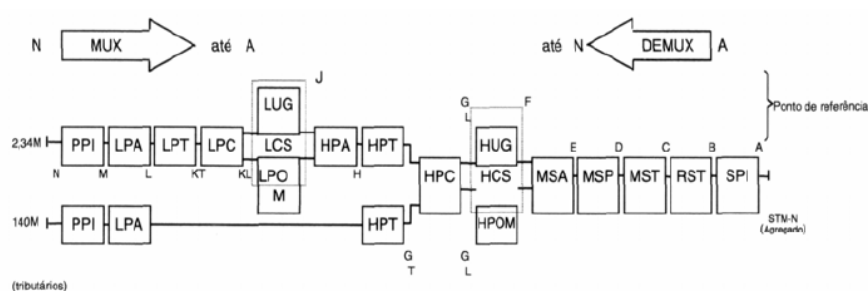 N MUX até A
até N DEMUX A
J
G L
F
Ponto de referência
LUG
HUG
2,34M PPI LPA LPT LPC LCS HPA HPT
N M L KT KL LPO M H
HPC HCS MSA MSP MST RST SPI
E D C B A
140M PPI LPA HPT HPOM
STM-N
(Agregado)
G T
G L
(tributários)